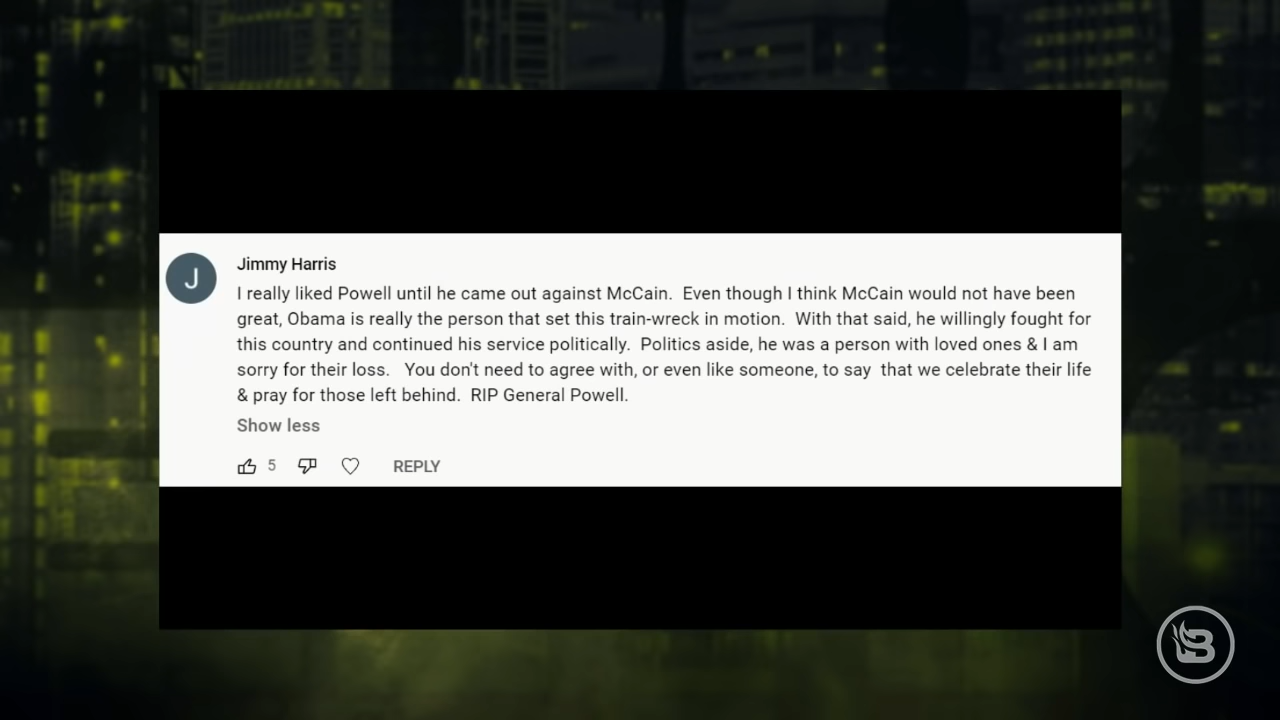 J
Jimmy Harris
I really liked Powell until he came out against McCain.  Even though I think McCain would not have been
great, Obama is really the person that set this train-wreck in motion.  With that said, he willingly fought for
this country and continued his service politically.  Politics aside, he was a person with loved ones & I am
sorry for their loss.   You don't need to agree with, or even like someone, to say  that we celebrate their life
& pray for those left behind.  RIP General Powell.
Show less
5
REPLY
B